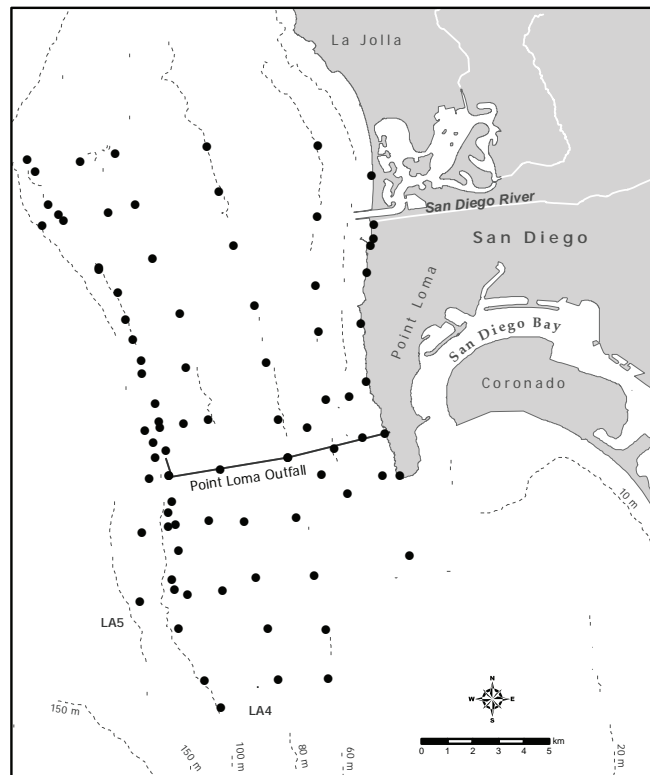 La Jolla
San Diego River
San Diego
Point Loma
San Diego Bay
Coronado
Point Loma Outfall
10 m
LA5
LA4
N
W E
S
150 m
150 m
100 m
80 m
60 m
20 m
0 1 2 3 4 5
km